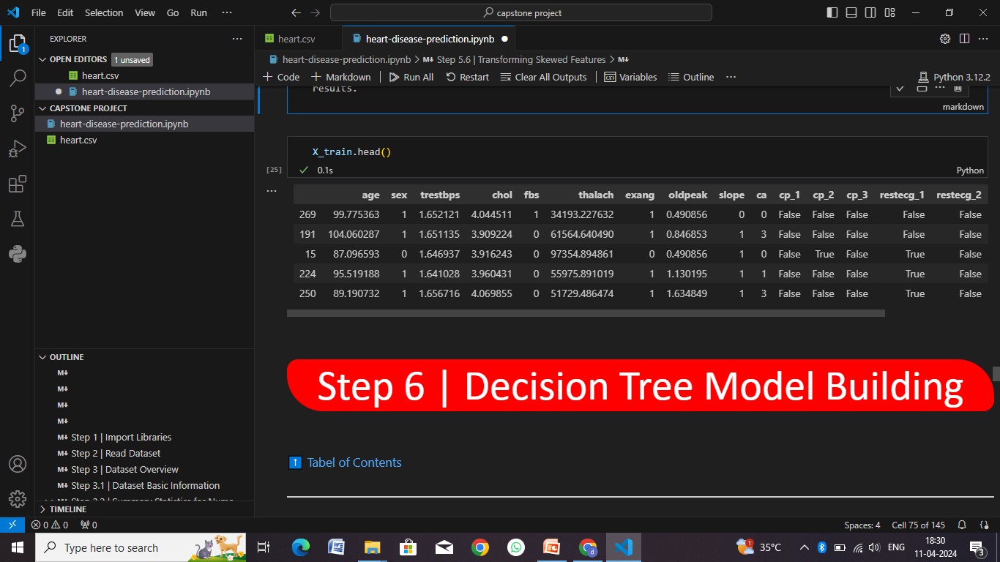 File Edit Selection View Go Run ··· capstone project
EXPLORER ···
OPEN EDITORS 1 unsaved
heart.csv
heart-disease-prediction.ipynb
CAPSTONE PROJECT
heart-disease-prediction.ipynb
heart.csv
1
OUTLINE
M↓
M↓
M↓
M↓
M↓ Step 1 | Import Libraries
M↓ Step 2 | Read Dataset
M↓ Step 3 | Dataset Overview
M↓ Step 3.1 | Dataset Basic Information
TIMELINE
heart.csv heart-disease-prediction.ipynb
heart-disease-prediction.ipynb > M↓ Step 5.6 | Transforming Skewed Features > M↓
Code Markdown Run All Restart Clear All Outputs Variables Outline ··· Python 3.12.2
results.
markdown
X_train.head()
[25] 0.1s Python
age sex trestbps chol fbs thalach exang oldpeak slope ca cp_1 cp_2 cp_3 restecg_1 restecg_2
269 99.775363 1 1.652121 4.044511 1 34193.227632 1 0.490856 0 0 False False False False False
191 104.060287 1 1.651135 3.909224 0 61564.640490 1 0.846853 1 3 False False False False False
15 87.096593 0 1.646937 3.916243 0 97354.894861 0 0.490856 1 0 False True False True False
224 95.519188 1 1.641028 3.960431 0 55975.891019 1 1.130195 1 1 False False False True False
250 89.190732 1 1.656716 4.069855 0 51729.486474 1 1.634849 1 3 False False False True False
Step 6 | Decision Tree Model Building
Tabel of Contents
0 0 0 Spaces: 4 Cell 75 of 145
Type here to search 35°C ENG 18:30
11-04-2024
3